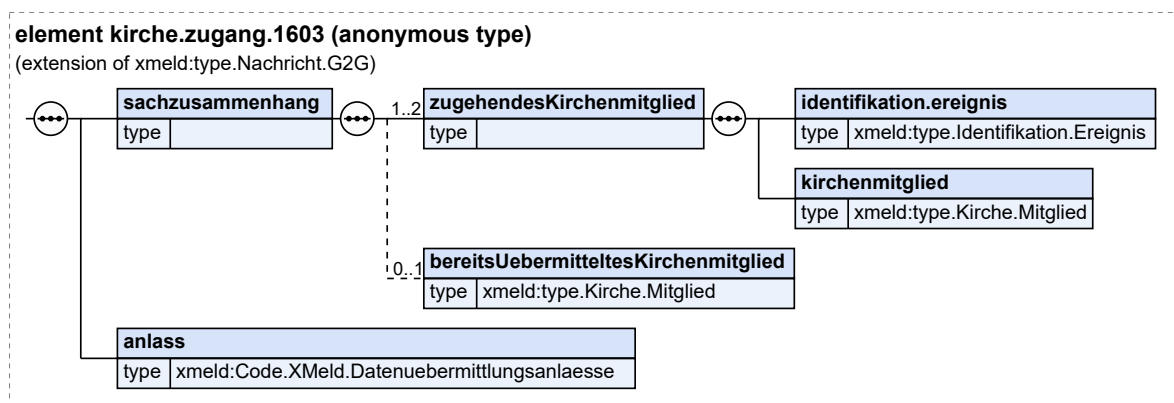 element kirche.zugang.1603 (anonymous type)
(extension of xmeld:type.Nachricht.G2G)
sachzusammenhang
type
1..2
zugehendesKirchenmitglied
type
identifikation.ereignis
type xmeld:type.Identifikation.Ereignis
kirchenmitglied
type xmeld:type.Kirche.Mitglied
0..1
bereitsUebermitteltesKirchenmitglied
type xmeld:type.Kirche.Mitglied
anlass
type xmeld:Code.XMeld.Datenuebermittlungsanlaesse